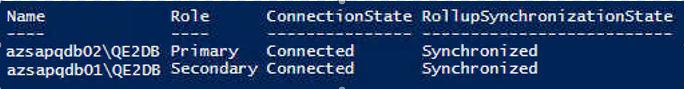 Name Role ConnectionState RollupSynchronizationState
---- ---- --------------- --------------------------
azsapqdb02\QE2DB Primary Connected Synchronized
azsapqdb01\QE2DB Secondary Connected Synchronized